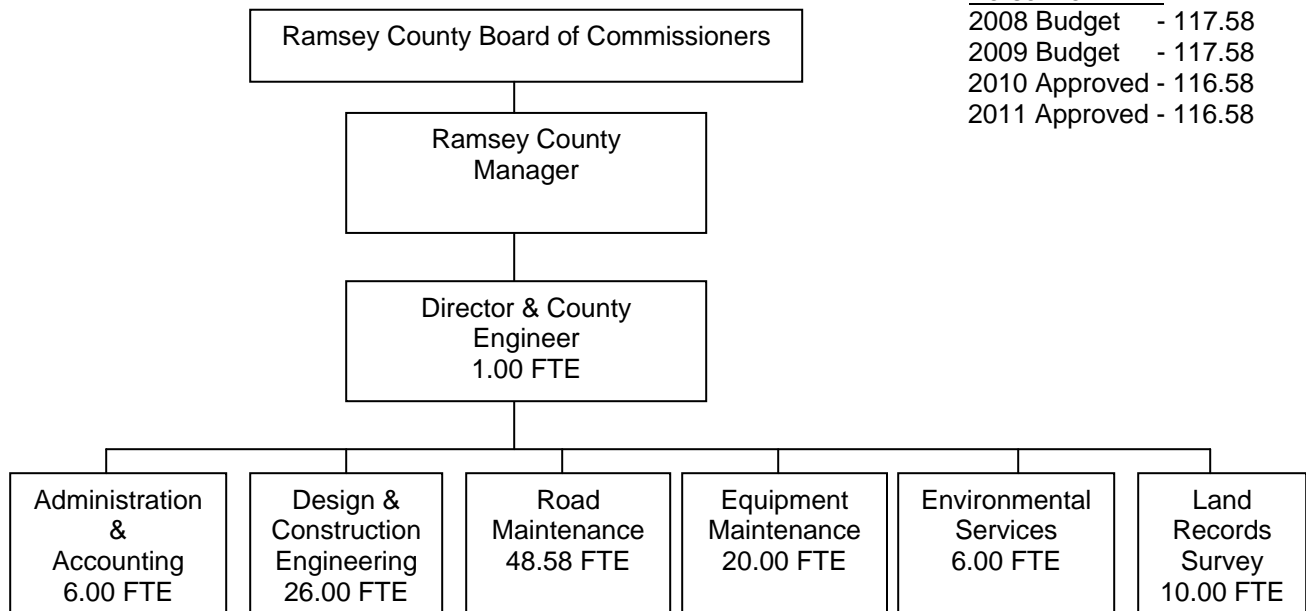 2008 Budget - 117.58
2009 Budget - 117.58
2010 Approved - 116.58
2011 Approved - 116.58
Ramsey County Board of Commissioners
Ramsey County
Manager
Director & County
Engineer
1.00 FTE
Administration
&
Accounting
6.00 FTE
Design &
Construction
Engineering
26.00 FTE
Road
Maintenance
48.58 FTE
Equipment
Maintenance
20.00 FTE
Environmental
Services
6.00 FTE
Land
Records
Survey
10.00 FTE